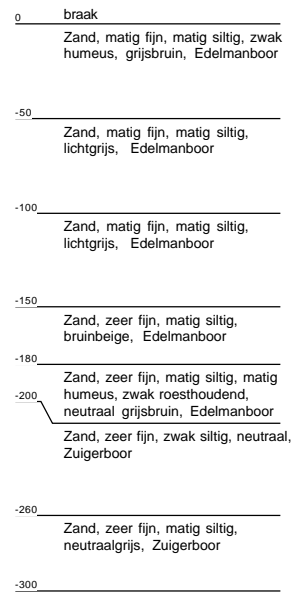 0 braak
Zand, matig fijn, matig siltig, zwak
humeus, grijsbruin, Edelmanboor
-50
Zand, matig fijn, matig siltig,
lichtgrijs, Edelmanboor
-100
Zand, matig fijn, matig siltig,
lichtgrijs, Edelmanboor
-150
Zand, zeer fijn, matig siltig,
bruinbeige, Edelmanboor
-180
Zand, zeer fijn, matig siltig, matig
humeus, zwak roesthoudend,
neutraal grijsbruin, Edelmanboor
-200
Zand, zeer fijn, zwak siltig, neutraal,
Zuigerboor
-260
Zand, zeer fijn, matig siltig,
neutraalgrijs, Zuigerboor
-300